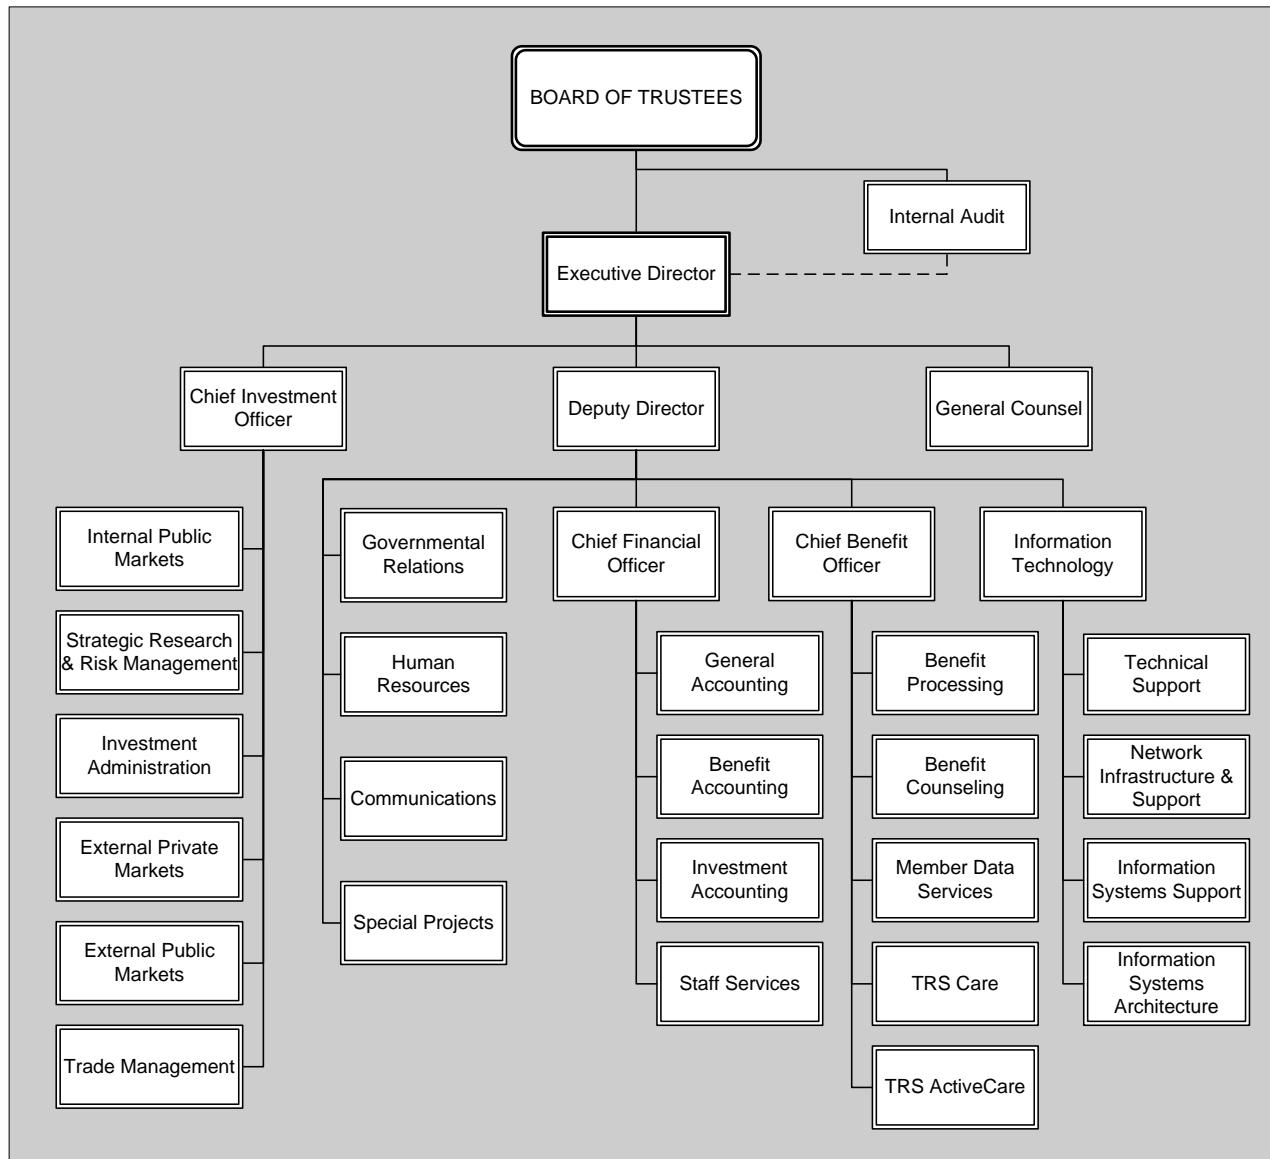 BOARD OF TRUSTEES
Internal Audit
Executive Director
Chief Investment
Officer
Deputy Director
General Counsel
Internal Public
Markets
Strategic Research
& Risk Management
Investment
Administration
External Private
Markets
External Public
Markets
Trade Management
Governmental
Relations
Human
Resources
Communications
Special Projects
Chief Financial
Officer
General
Accounting
Benefit
Accounting
Investment
Accounting
Staff Services
Chief Benefit
Officer
Benefit
Processing
Benefit
Counseling
Member Data
Services
TRS Care
TRS ActiveCare
Information
Technology
Technical
Support
Network
Infrastructure &
Support
Information
Systems Support
Information
Systems
Architecture